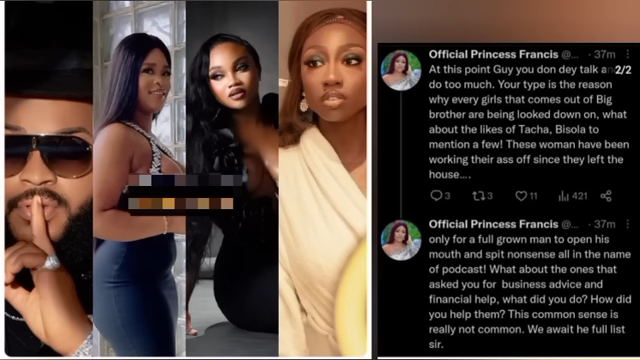 Official Princess Francis @... · 37m
At this point Guy you don dey talk an 2/2
do too much. Your type is the reason
why every girls that comes out of Big
brother are being looked down on, what
about the likes of Tacha, Bisola to
mention a few! These woman have been
working their ass off since they left the
house....
3 3 11 421
Official Princess Francis @... · 37m
only for a full grown man to open his
mouth and spit nonsense all in the name
of podcast! What about the ones that
asked you for business advice and
financial help, what did you do? How did
you help them? This common sense is
really not common. We await he full list
sir.